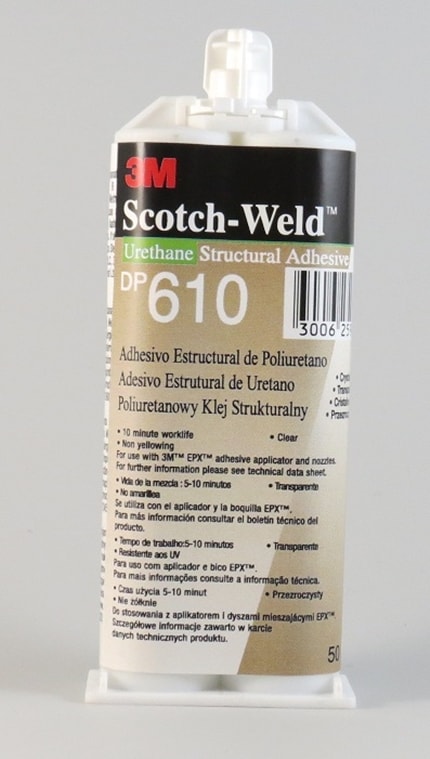 3M
Scotch-Weld™
Urethane Structural Adhesive
DP610
3006 25
Adhesivo Estructural de Poliuretano
Adesivo Estrutural de Uretano
Poliuretanowy Klej Strukturalny
• 10 minute worklife • Clear
• Non yellowing
For use with 3M™ EPX™ adhesive applicator and nozzles.
For further information please see technical data sheet.
• Vida de la mezcla : 5-10 minutos • Transparente
• No amarillea
Se utiliza con el aplicador y la boquilla EPX™.
Para más información consultar el boletin técnico del
producto.
• Tempo de trabalho:5-10 minutos • Transparente
• Resistente aos UV
Para uso com aplicador e bico EPX™.
Para mais informações consulte a informação técnica.
• Czas użycia 5-10 minut • Przezroczysty
• Nie żółknie
Do stosowania z aplikatorem i dyszami mieszającymi EPX™.
Szczegółowe informacje zawarto w karcie
danych technicznych produktu.
50